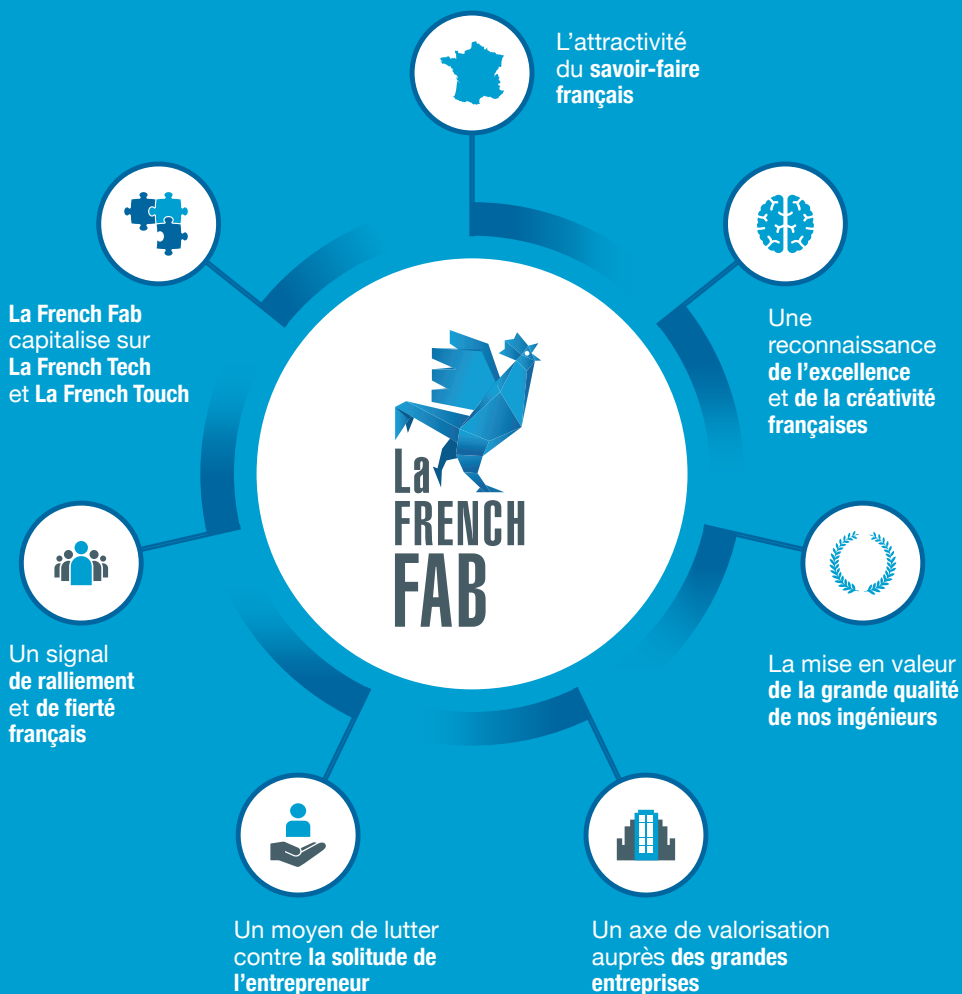 L'attractivité
du savoir-faire
français
Une
reconnaissance
de l'excellence
et de la créativité
françaises
La mise en valeur
de la grande qualité
de nos ingénieurs
Un axe de valorisation
auprès des grandes
entreprises
Un moyen de lutter
contre la solitude de
l'entrepreneur
Un signal
de ralliement
et de fierté
français
La French Fab
capitalise sur
La French Tech
et La French Touch
La
FRENCH
FAB